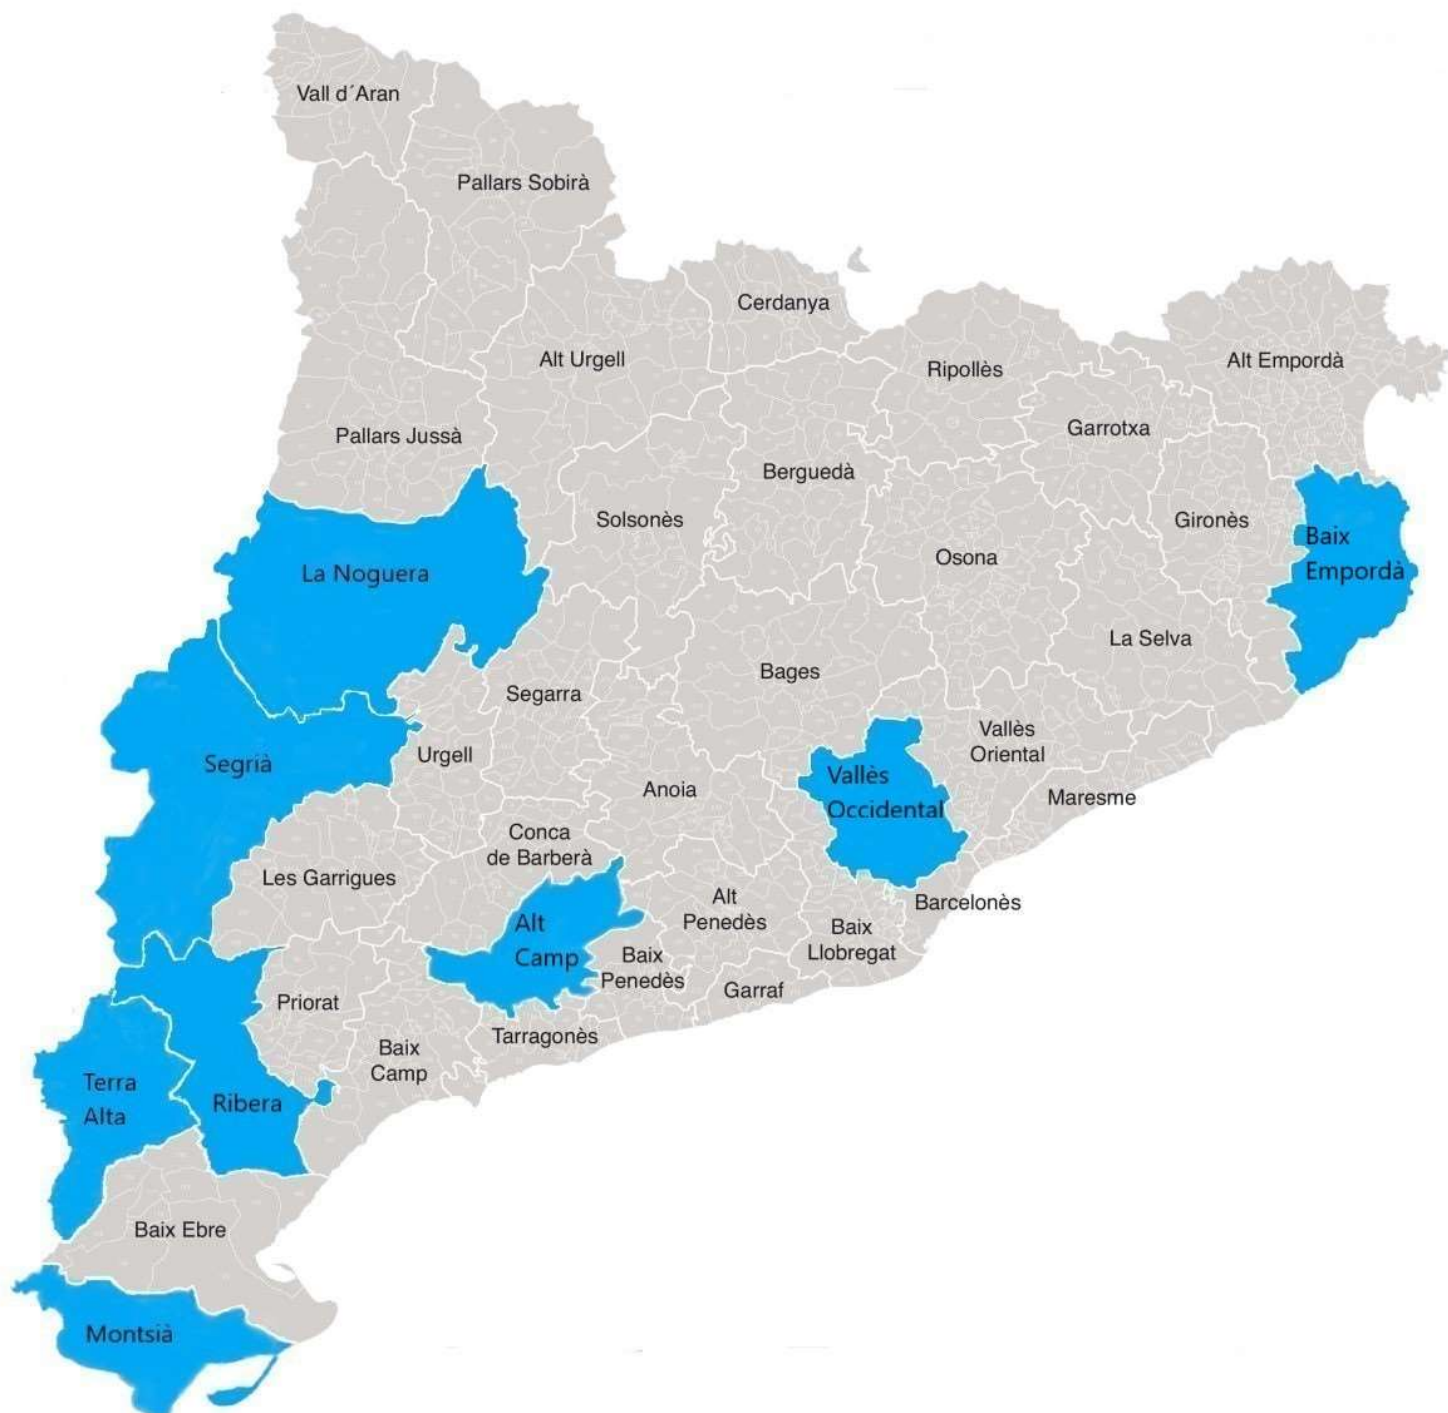 Vall d´Aran
Pallars Sobirà
Cerdanya
Alt Urgell
Ripollès
Alt Empordà
Pallars Jussà
Garrotxa
Berguedà
Solsonès
Gironès
Baix
Empordà
Osona
La Noguera
La Selva
Bages
Segarra
Vallès
Oriental
Urgell
Segrià
Vallès
Occidental
Anoia
Maresme
Conca
de Barberà
Les Garrigues
Alt
Penedès
Barcelonès
Alt
Camp
Baix
Llobregat
Baix
Penedès
Garraf
Priorat
Tarragonès
Baix
Camp
Terra
Alta
Ribera
Baix Ebre
Montsià